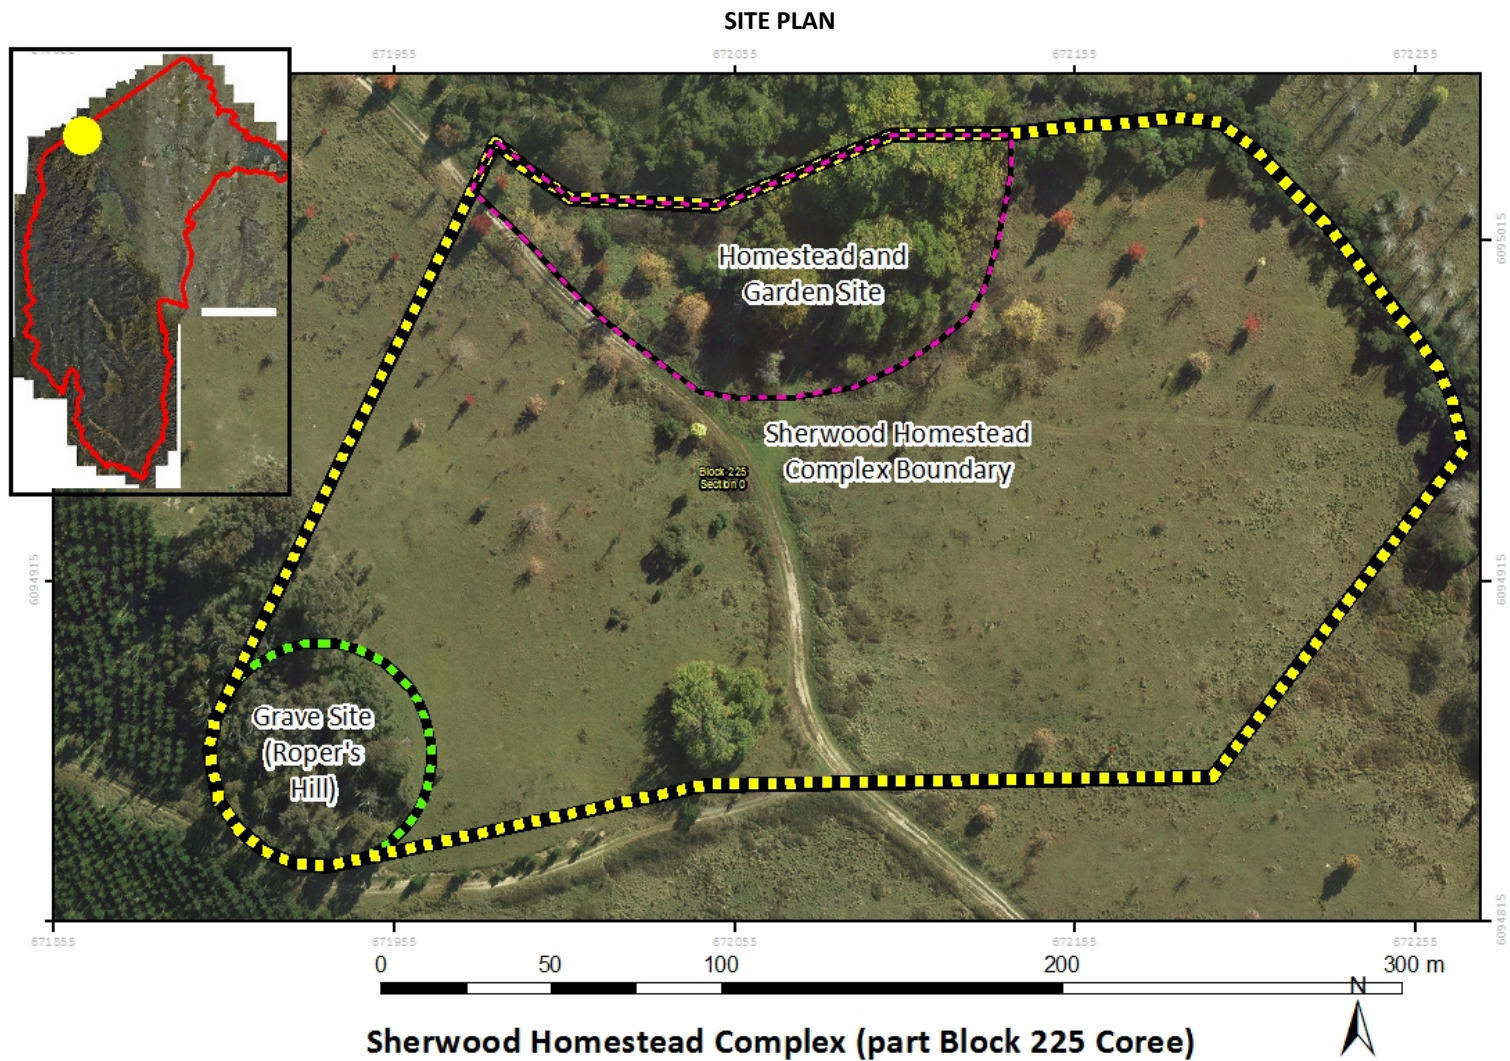 SITE PLAN
671955
672055
672155
672255
6095015
Homestead and
Garden Site
Sherwood Homestead
Complex Boundary
Block 225
Section 0
6094915
6094915
Grave Site
(Roper's
Hill)
6094815
671855
671955
672055
672155
672255
0
50
100
200
300 m
N
Sherwood Homestead Complex (part Block 225 Coree)